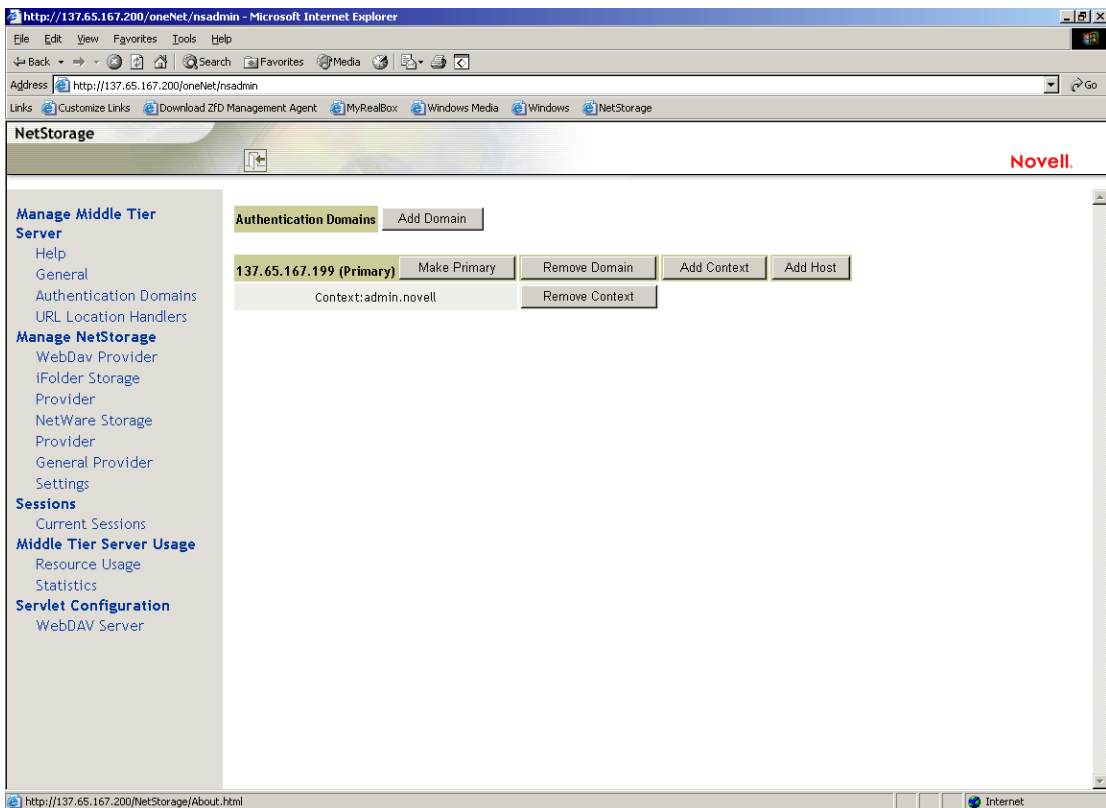 http://137.65.167.200/oneNet/nsadmin - Microsoft Internet Explorer
File Edit View Favorites Tools Help
Back Search Favorites Media
Address http://137.65.167.200/oneNet/nsadmin Go
Links Customize Links Download ZfD Management Agent MyRealBox Windows Media Windows NetStorage
NetStorage
Novell.
Manage Middle Tier
Server
Help
General
Authentication Domains
URL Location Handlers
Manage NetStorage
WebDav Provider
iFolder Storage
Provider
NetWare Storage
Provider
General Provider
Settings
Sessions
Current Sessions
Middle Tier Server Usage
Resource Usage
Statistics
Servlet Configuration
WebDAV Server
Authentication Domains Add Domain
137.65.167.199 (Primary) Make Primary Remove Domain Add Context Add Host
Context:admin.novell Remove Context
http://137.65.167.200/NetStorage/About.html Internet